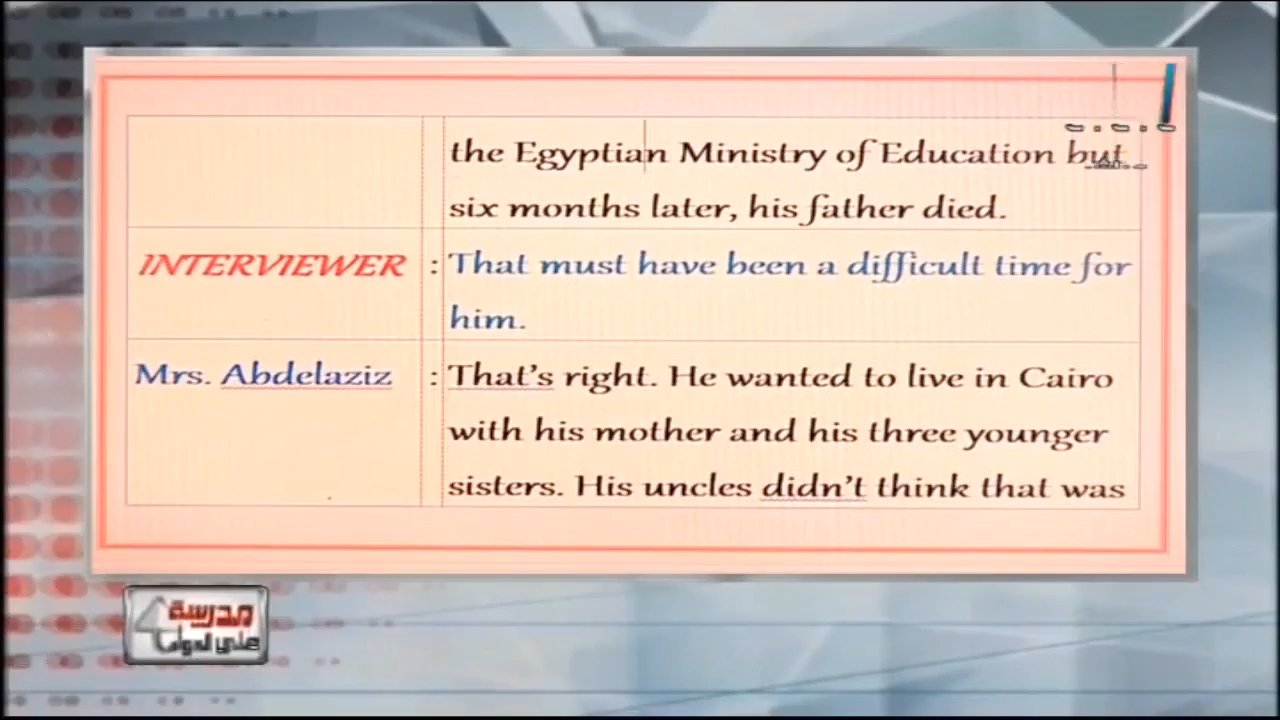 the Egyptian Ministry of Education but
six months later, his father died.
INTERVIEWER : That must have been a difficult time for
him.
Mrs. Abdelaziz : That's right. He wanted to live in Cairo
with his mother and his three younger
sisters. His uncles didn't think that was
مدرسة
على الهواء